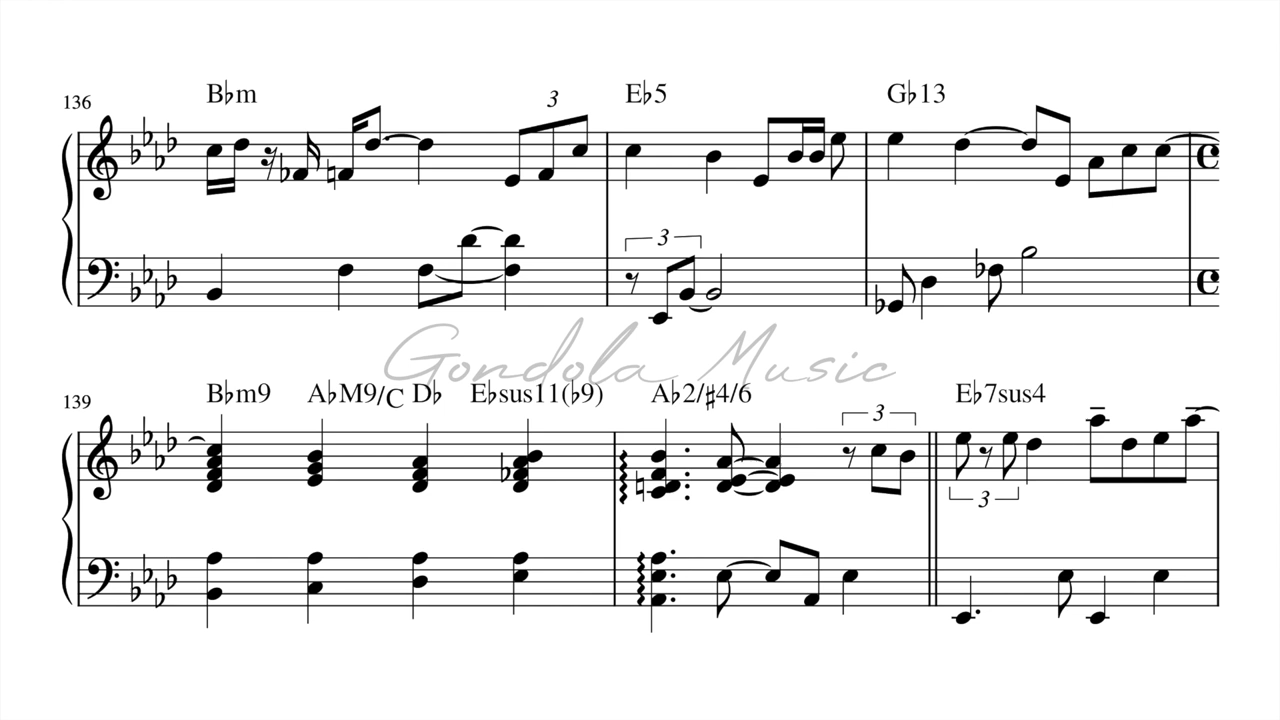 136
B♭m E♭5 G♭13
3
3
Gondola Music
139
B♭m9 A♭M9/C D♭ E♭sus11(♭9) A♭2/♯4/6 E♭7sus4
3
3